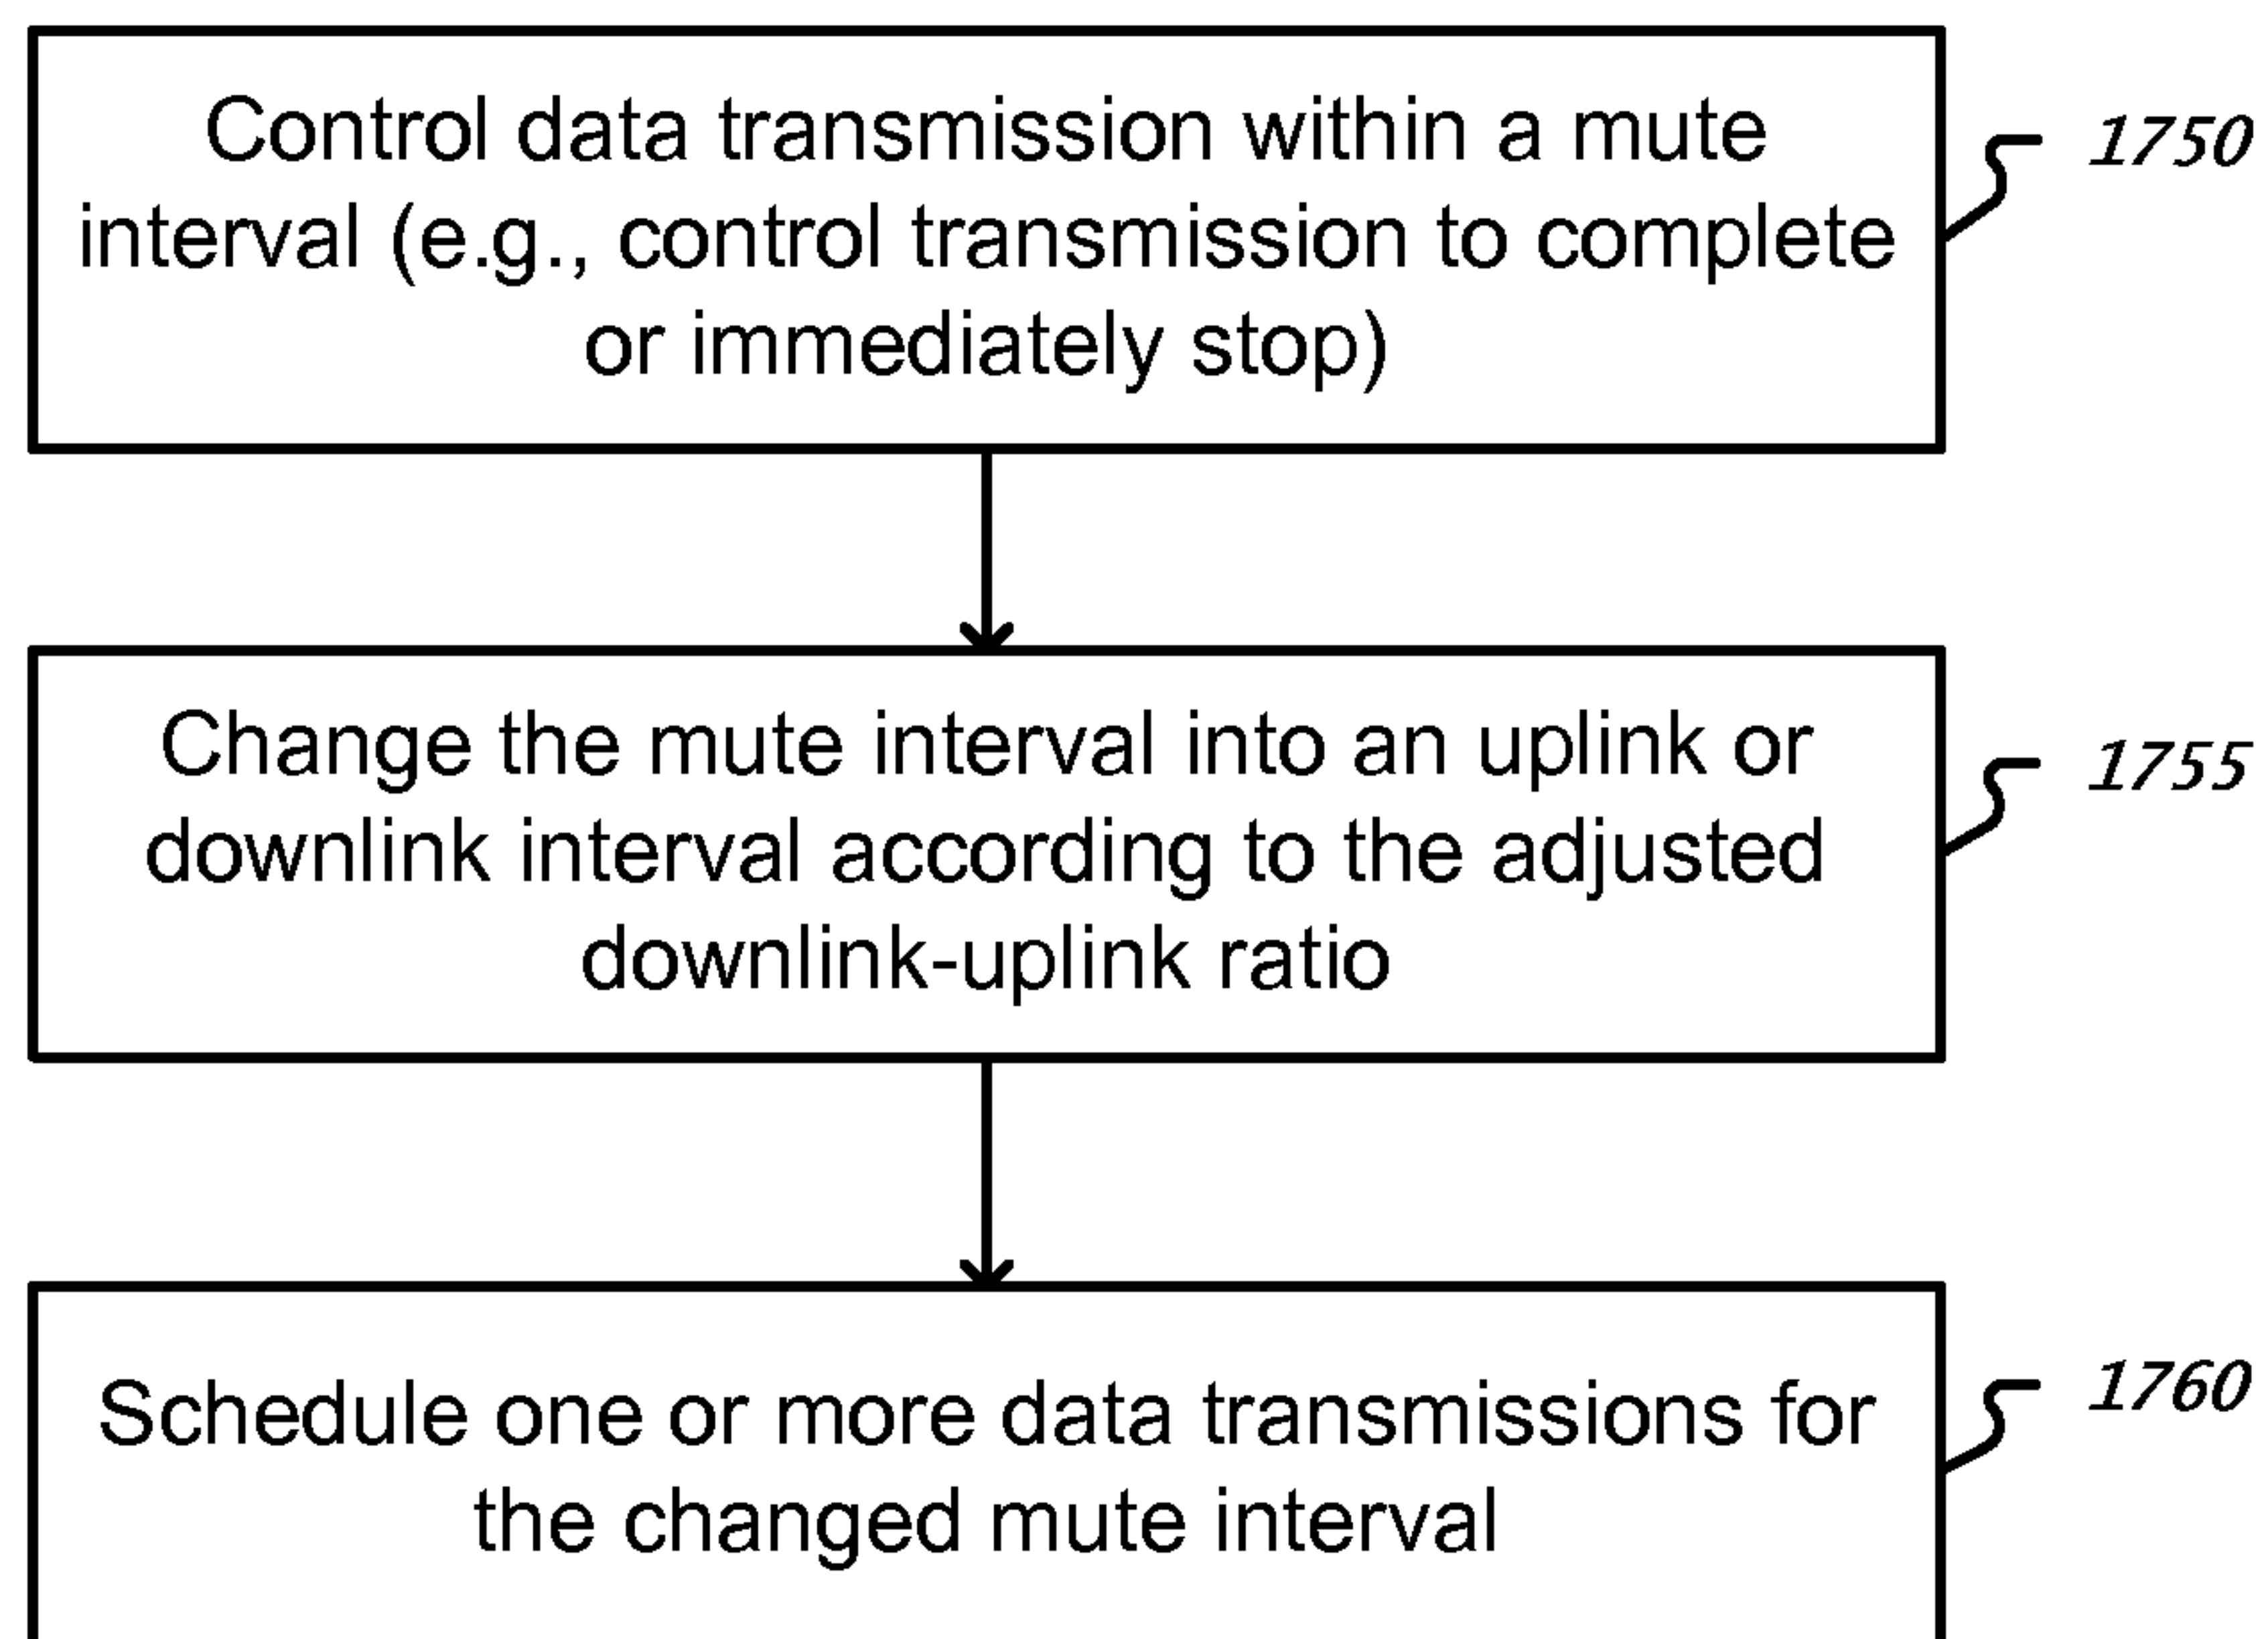 Control data transmission within a mute
interval (e.g., control transmission to complete
or immediately stop)
1750
Change the mute interval into an uplink or
downlink interval according to the adjusted
downlink-uplink ratio
1755
Schedule one or more data transmissions for
the changed mute interval
1760